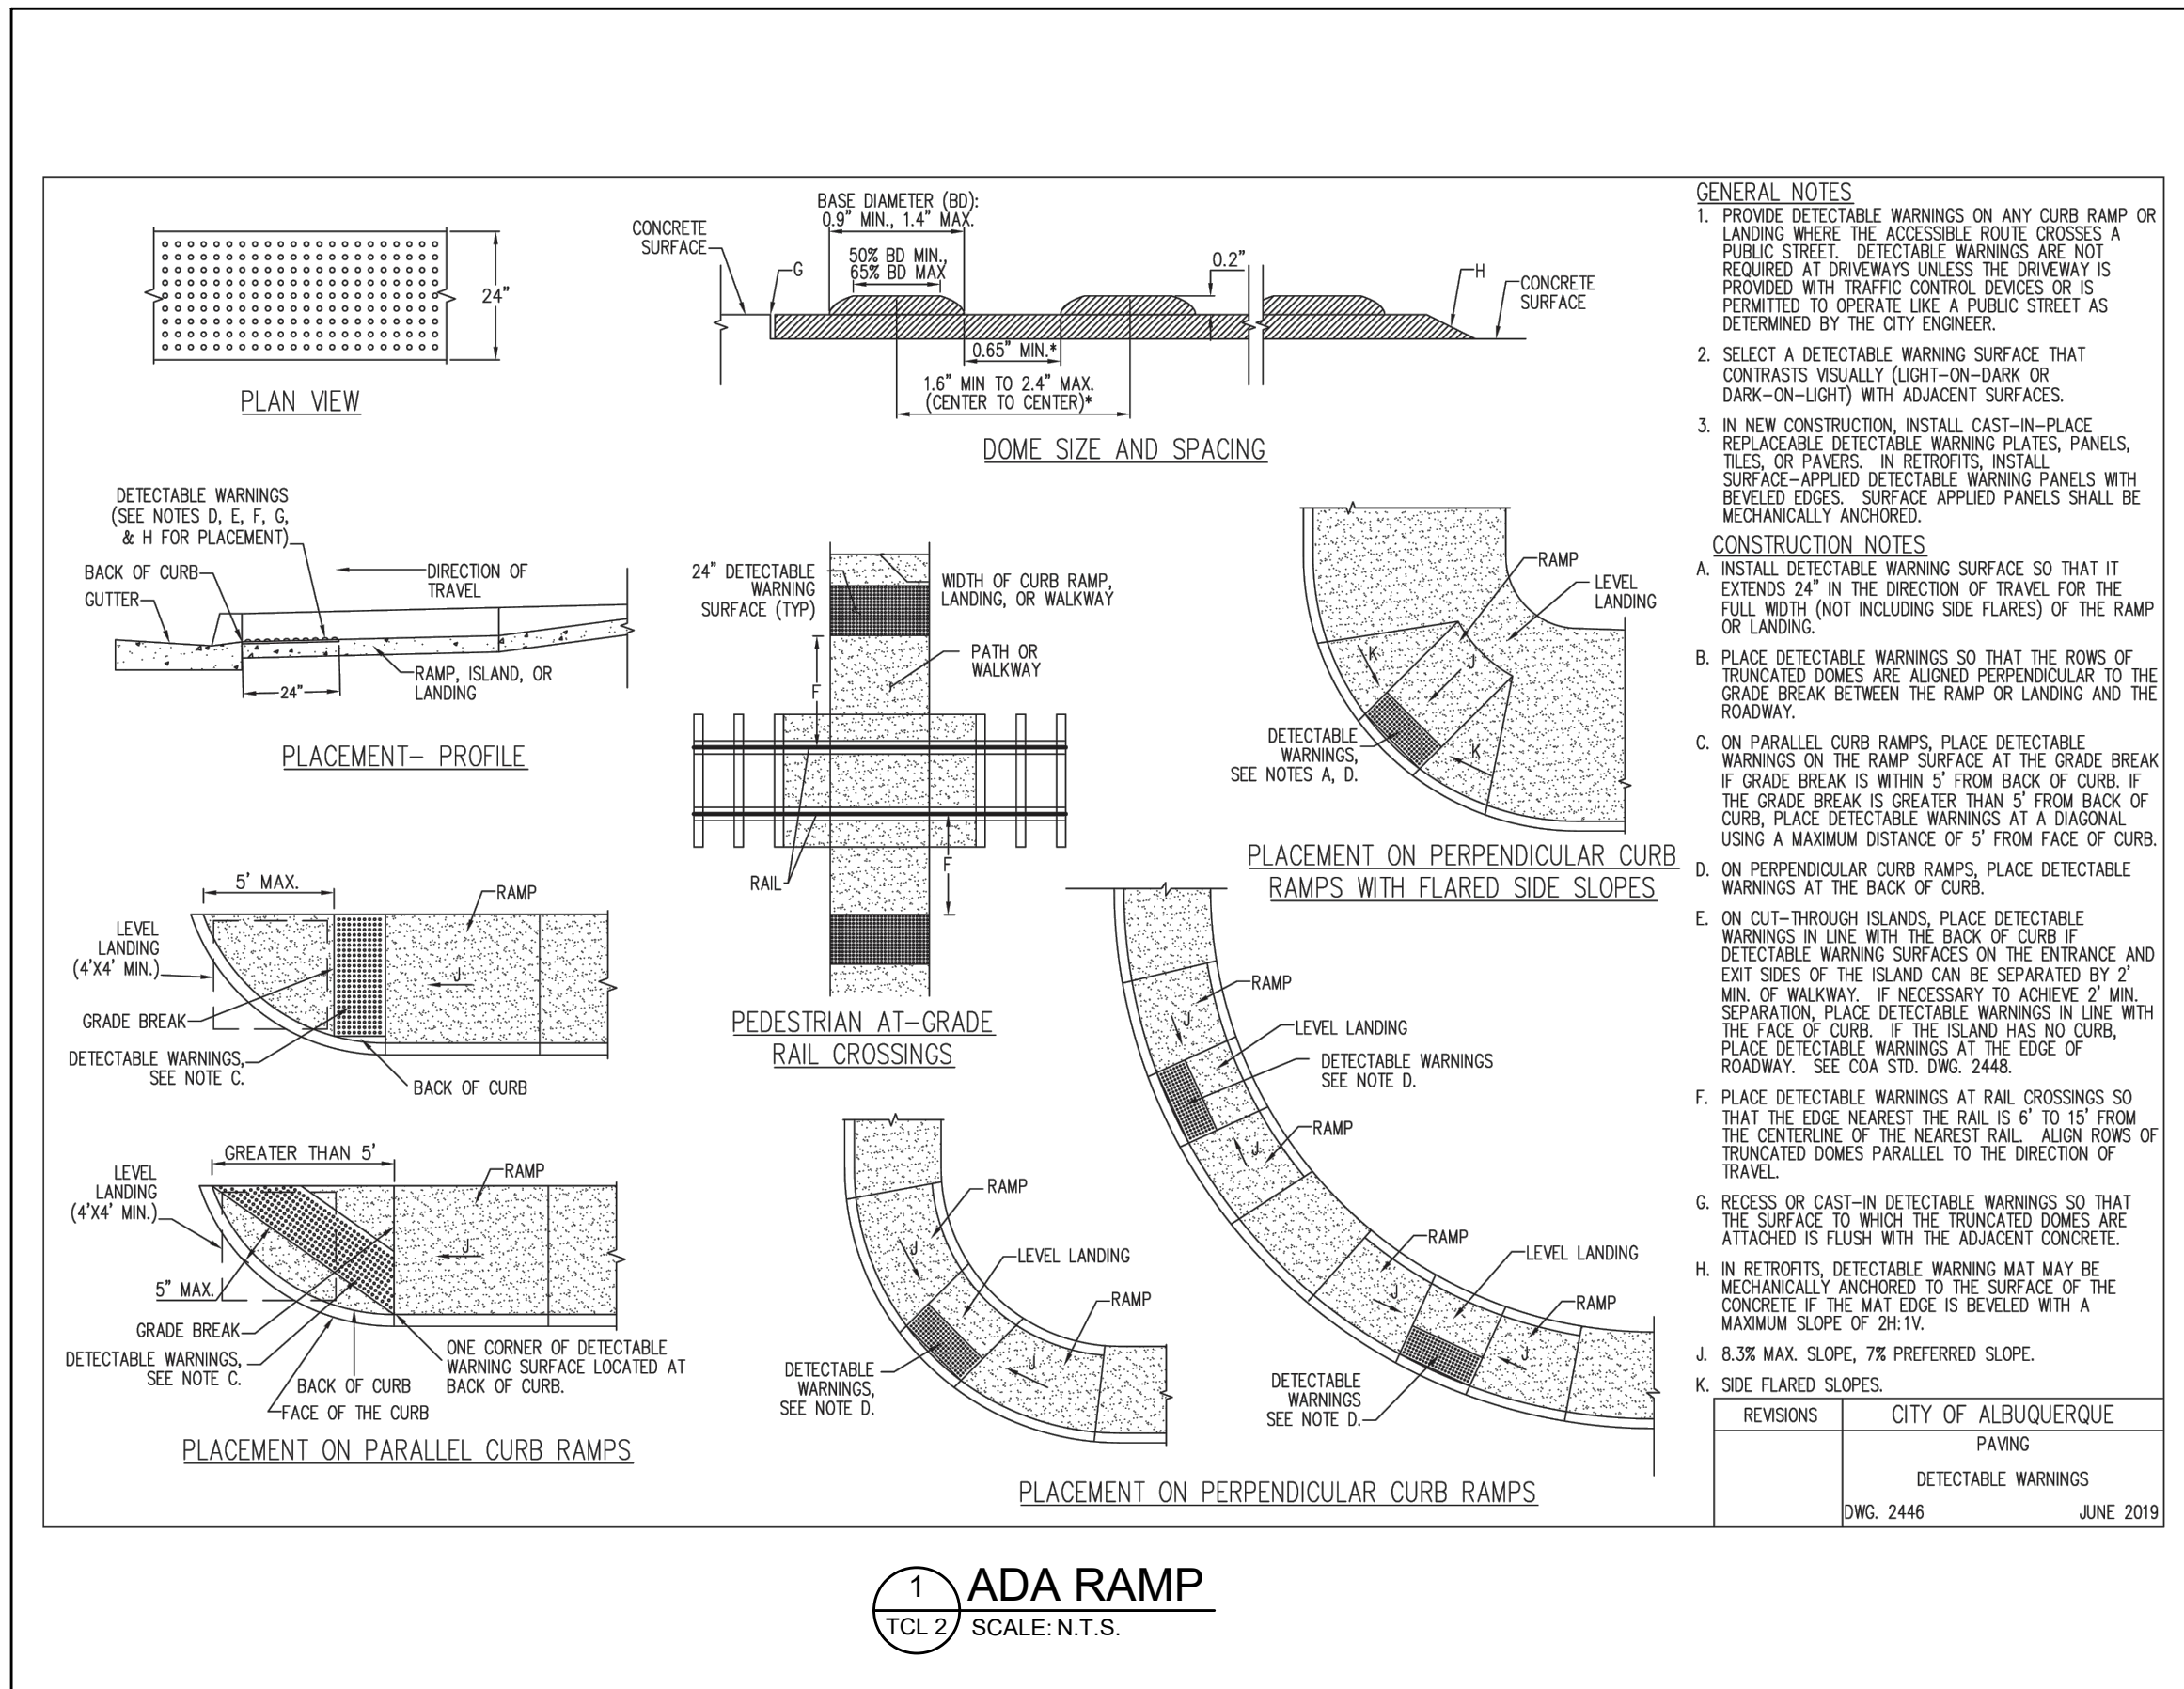 24"
PLAN VIEW
BASE DIAMETER (BD):
0.9" MIN., 1.4" MAX.
CONCRETE
SURFACE
G
50% BD MIN.,
65% BD MAX
0.2"
H
CONCRETE
SURFACE
0.65" MIN.*
1.6" MIN TO 2.4" MAX.
(CENTER TO CENTER)*
DOME SIZE AND SPACING
DETECTABLE WARNINGS
(SEE NOTES D, E, F, G,
& H FOR PLACEMENT)
BACK OF CURB
GUTTER
DIRECTION OF
TRAVEL
RAMP, ISLAND, OR
LANDING
24"
PLACEMENT- PROFILE
24" DETECTABLE
WARNING
SURFACE (TYP)
WIDTH OF CURB RAMP,
LANDING, OR WALKWAY
PATH OR
WALKWAY
F
F
RAIL
PEDESTRIAN AT-GRADE
RAIL CROSSINGS
RAMP
LEVEL
LANDING
K
J
K
DETECTABLE
WARNINGS,
SEE NOTES A, D.
PLACEMENT ON PERPENDICULAR CURB
RAMPS WITH FLARED SIDE SLOPES
5' MAX.
RAMP
LEVEL
LANDING
(4'X4' MIN.)
J
GRADE BREAK
DETECTABLE WARNINGS,
SEE NOTE C.
BACK OF CURB
GREATER THAN 5'
RAMP
LEVEL
LANDING
(4'X4' MIN.)
J
5" MAX.
GRADE BREAK
DETECTABLE WARNINGS,
SEE NOTE C.
ONE CORNER OF DETECTABLE
WARNING SURFACE LOCATED AT
BACK OF CURB.
BACK OF CURB
FACE OF THE CURB
PLACEMENT ON PARALLEL CURB RAMPS
RAMP
J
LEVEL LANDING
RAMP
J
DETECTABLE
WARNINGS,
SEE NOTE D.
RAMP
J
LEVEL LANDING
DETECTABLE WARNINGS
SEE NOTE D.
RAMP
J
RAMP
J
LEVEL LANDING
RAMP
J
DETECTABLE
WARNINGS
SEE NOTE D.
PLACEMENT ON PERPENDICULAR CURB RAMPS
GENERAL NOTES
1. PROVIDE DETECTABLE WARNINGS ON ANY CURB RAMP OR
LANDING WHERE THE ACCESSIBLE ROUTE CROSSES A
PUBLIC STREET. DETECTABLE WARNINGS ARE NOT
REQUIRED AT DRIVEWAYS UNLESS THE DRIVEWAY IS
PROVIDED WITH TRAFFIC CONTROL DEVICES OR IS
PERMITTED TO OPERATE LIKE A PUBLIC STREET AS
DETERMINED BY THE CITY ENGINEER.
2. SELECT A DETECTABLE WARNING SURFACE THAT
CONTRASTS VISUALLY (LIGHT-ON-DARK OR
DARK-ON-LIGHT) WITH ADJACENT SURFACES.
3. IN NEW CONSTRUCTION, INSTALL CAST-IN-PLACE
REPLACEABLE DETECTABLE WARNING PLATES, PANELS,
TILES, OR PAVERS. IN RETROFITS, INSTALL
SURFACE-APPLIED DETECTABLE WARNING PANELS WITH
BEVELED EDGES. SURFACE APPLIED PANELS SHALL BE
MECHANICALLY ANCHORED.
CONSTRUCTION NOTES
A. INSTALL DETECTABLE WARNING SURFACE SO THAT IT
EXTENDS 24" IN THE DIRECTION OF TRAVEL FOR THE
FULL WIDTH (NOT INCLUDING SIDE FLARES) OF THE RAMP
OR LANDING.
B. PLACE DETECTABLE WARNINGS SO THAT THE ROWS OF
TRUNCATED DOMES ARE ALIGNED PERPENDICULAR TO THE
GRADE BREAK BETWEEN THE RAMP OR LANDING AND THE
ROADWAY.
C. ON PARALLEL CURB RAMPS, PLACE DETECTABLE
WARNINGS ON THE RAMP SURFACE AT THE GRADE BREAK
IF GRADE BREAK IS WITHIN 5' FROM BACK OF CURB. IF
THE GRADE BREAK IS GREATER THAN 5' FROM BACK OF
CURB, PLACE DETECTABLE WARNINGS AT A DIAGONAL
USING A MAXIMUM DISTANCE OF 5' FROM FACE OF CURB.
D. ON PERPENDICULAR CURB RAMPS, PLACE DETECTABLE
WARNINGS AT THE BACK OF CURB.
E. ON CUT-THROUGH ISLANDS, PLACE DETECTABLE
WARNINGS IN LINE WITH THE BACK OF CURB IF
DETECTABLE WARNING SURFACES ON THE ENTRANCE AND
EXIT SIDES OF THE ISLAND CAN BE SEPARATED BY 2'
MIN. OF WALKWAY. IF NECESSARY TO ACHIEVE 2' MIN.
SEPARATION, PLACE DETECTABLE WARNINGS IN LINE WITH
THE FACE OF CURB. IF THE ISLAND HAS NO CURB,
PLACE DETECTABLE WARNINGS AT THE EDGE OF
ROADWAY. SEE COA STD. DWG. 2448.
F. PLACE DETECTABLE WARNINGS AT RAIL CROSSINGS SO
THAT THE EDGE NEAREST THE RAIL IS 6' TO 15' FROM
THE CENTERLINE OF THE NEAREST RAIL. ALIGN ROWS OF
TRUNCATED DOMES PARALLEL TO THE DIRECTION OF
TRAVEL.
G. RECESS OR CAST-IN DETECTABLE WARNINGS SO THAT
THE SURFACE TO WHICH THE TRUNCATED DOMES ARE
ATTACHED IS FLUSH WITH THE ADJACENT CONCRETE.
H. IN RETROFITS, DETECTABLE WARNING MAT MAY BE
MECHANICALLY ANCHORED TO THE SURFACE OF THE
CONCRETE IF THE MAT EDGE IS BEVELED WITH A
MAXIMUM SLOPE OF 2H:1V.
J. 8.3% MAX. SLOPE, 7% PREFERRED SLOPE.
K. SIDE FLARED SLOPES.
REVISIONS
CITY OF ALBUQUERQUE
PAVING
DETECTABLE WARNINGS
DWG. 2446 JUNE 2019
1
TCL 2
ADA RAMP
SCALE: N.T.S.